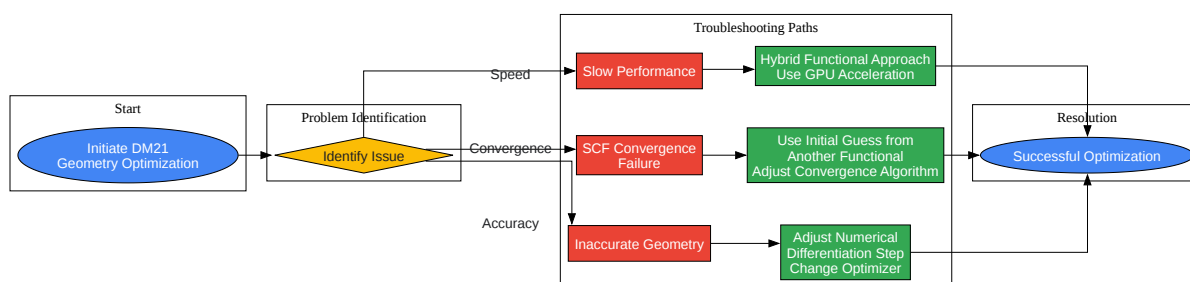 Start
Initiate DM21
Geometry Optimization
Problem Identification
Identify Issue
Speed
Convergence
Accuracy
Troubleshooting Paths
Slow Performance
Hybrid Functional Approach
Use GPU Acceleration
SCF Convergence
Failure
Use Initial Guess from
Another Functional
Adjust Convergence Algorithm
Inaccurate Geometry
Adjust Numerical
Differentiation Step
Change Optimizer
Resolution
Successful Optimization